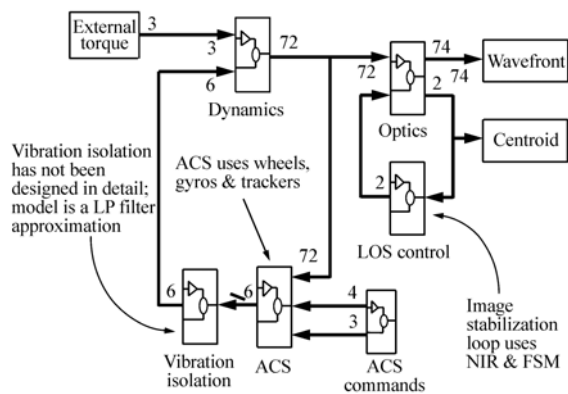 External
torque
3
3
72
6
Dynamics
74
72
74
2
Optics
Wavefront
Centroid
Vibration isolation
has not been
designed in detail;
model is a LP filter
approximation
ACS uses wheels,
gyros & trackers
2
LOS control
72
6
6
4
3
Vibration
isolation
ACS
ACS
commands
Image
stabilization
loop uses
NIR & FSM